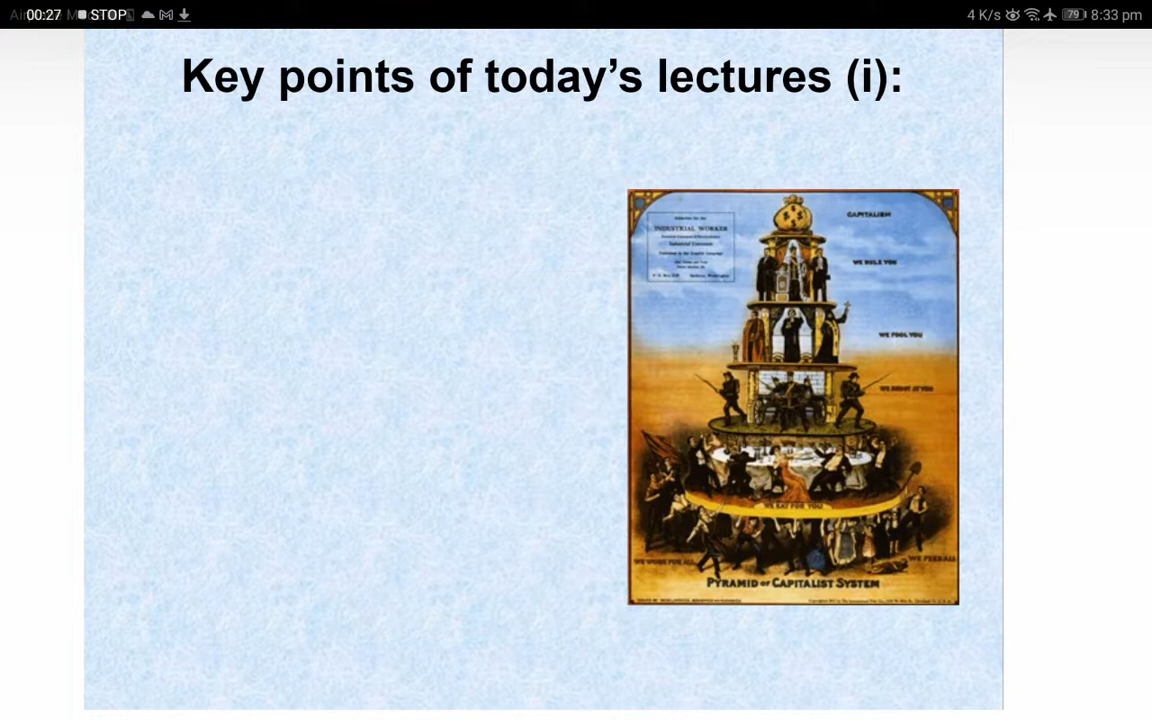 00:27 STOP
4 K/s 79 8:33 pm
Key points of today's lectures (i):
CAPITALISM
INDUSTRIAL WORKER
WE RULE YOU
WE FOOL YOU
WE SHOOT AT YOU
WE EAT FOR YOU
WE WORK FOR ALL
WE FEED ALL
PYRAMID OF CAPITALIST SYSTEM